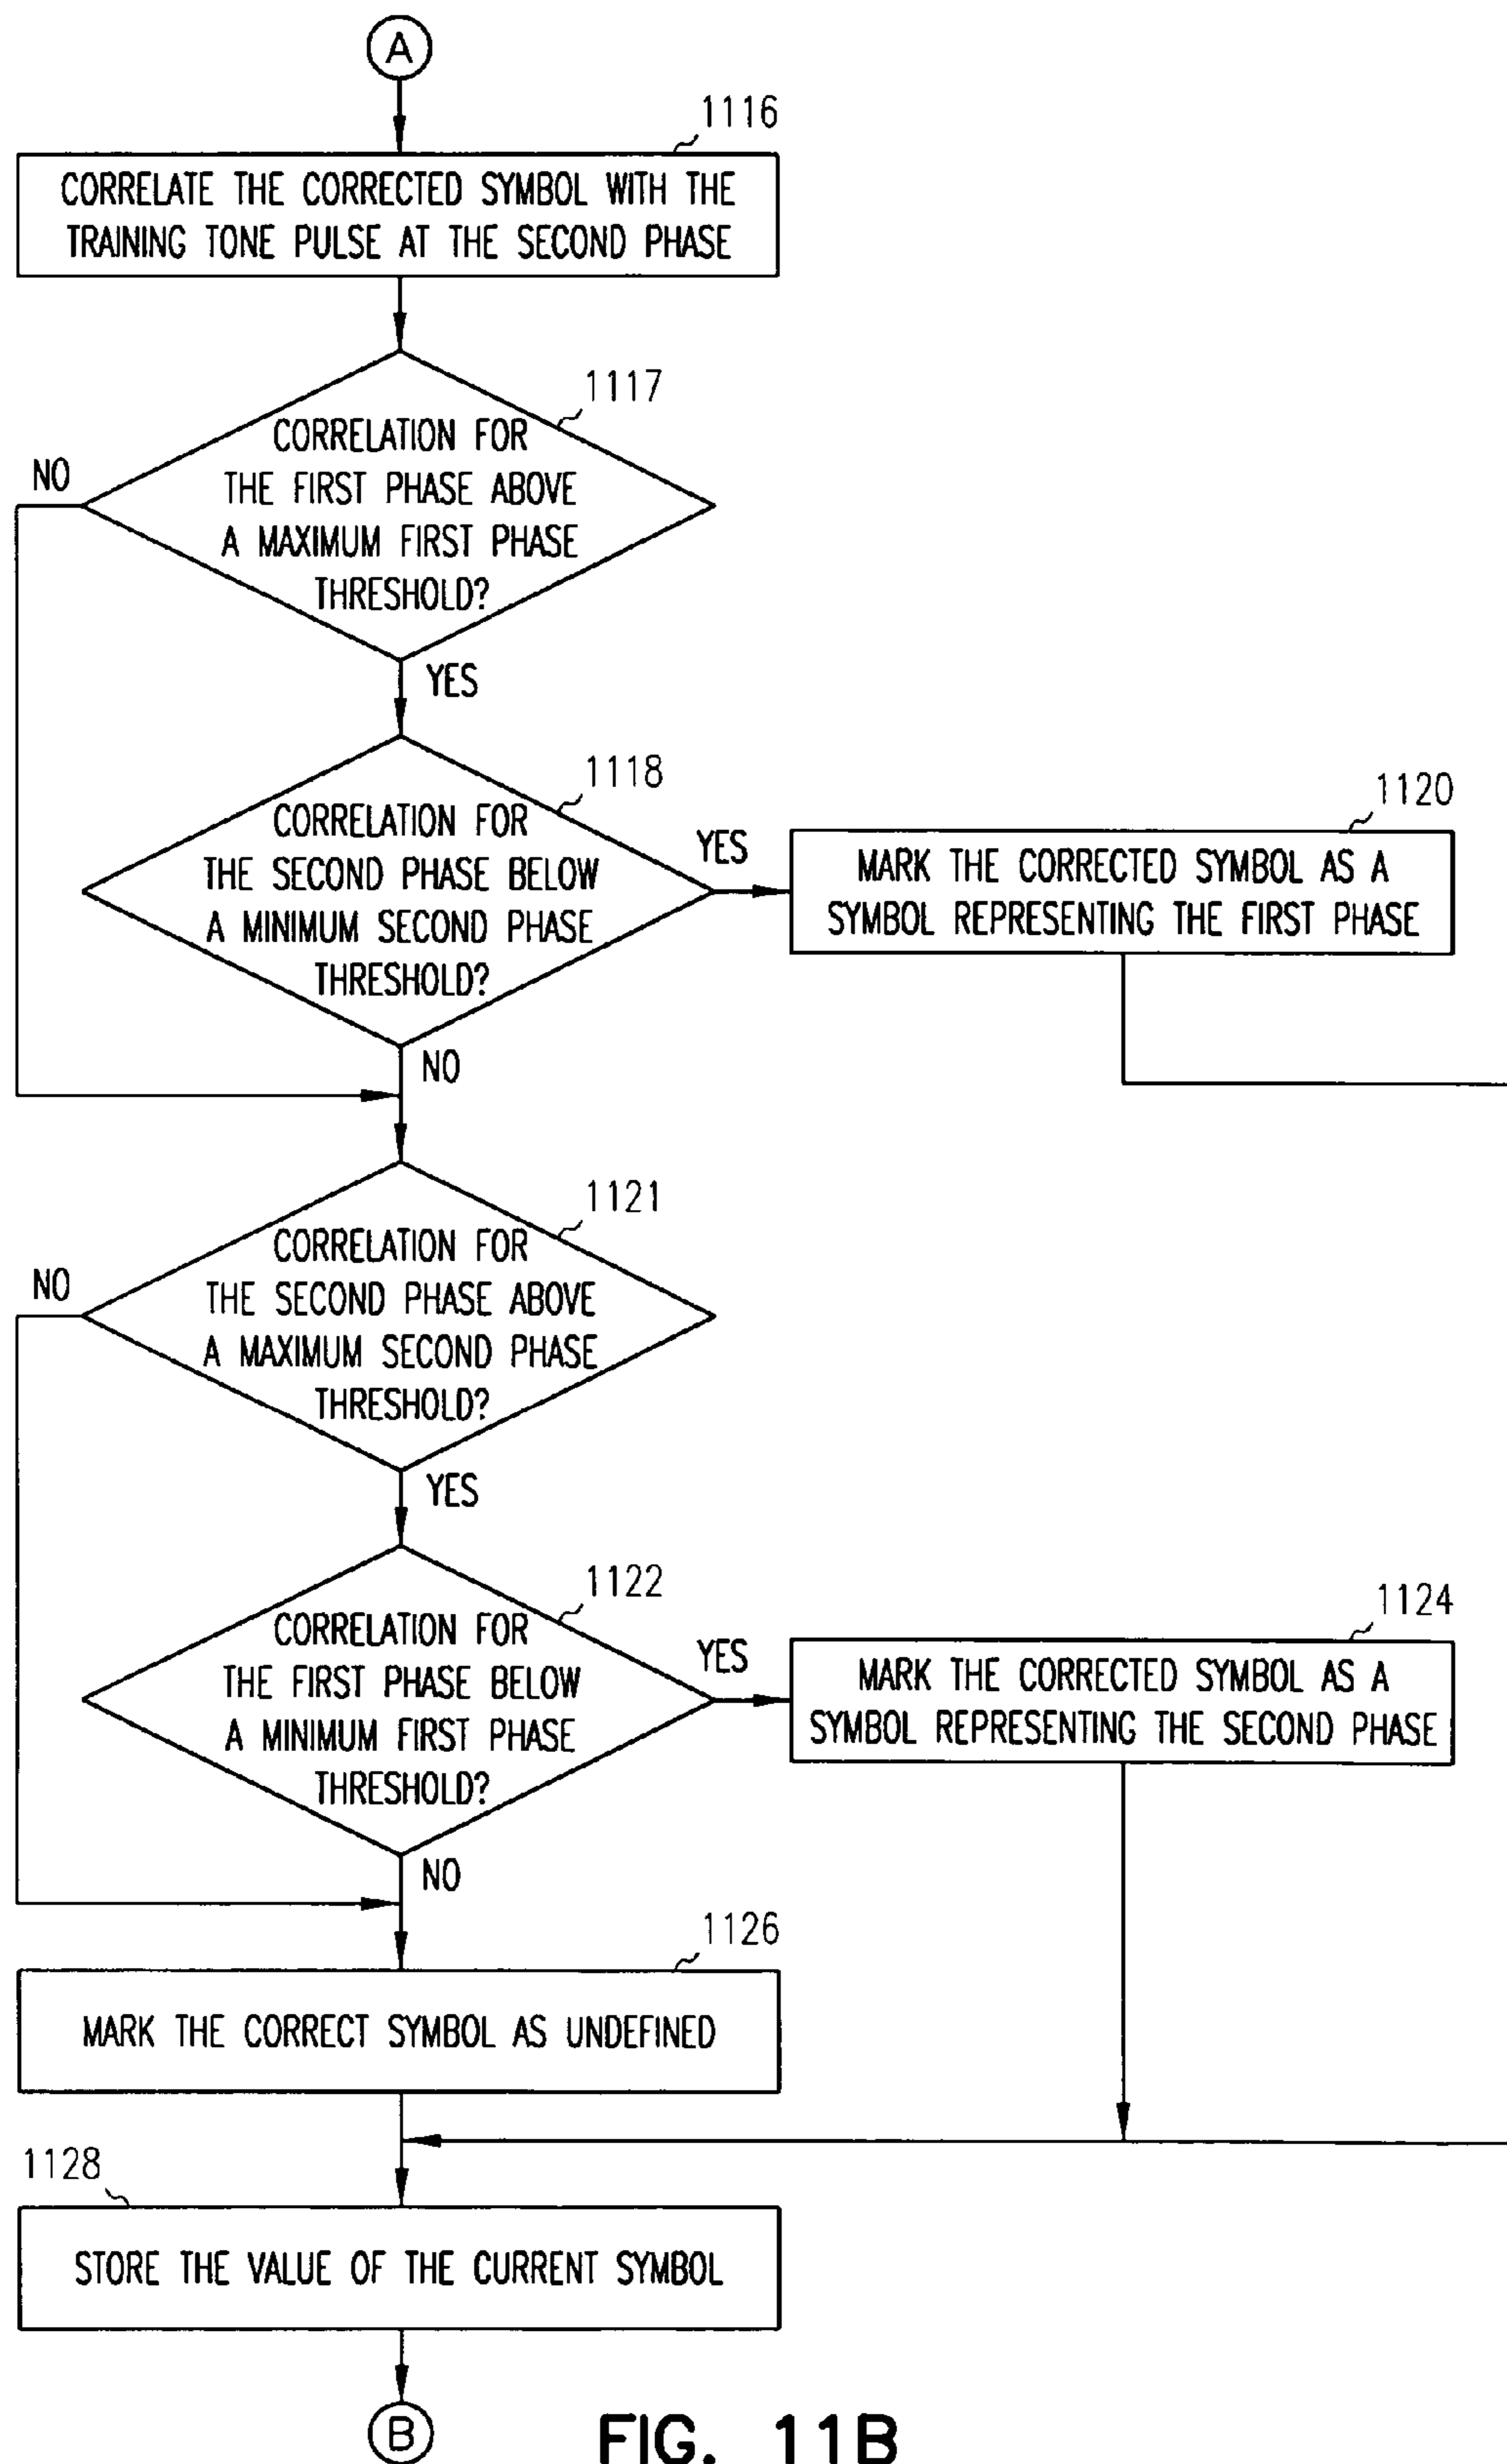 A
1116
CORRELATE THE CORRECTED SYMBOL WITH THE
TRAINING TONE PULSE AT THE SECOND PHASE
1117
CORRELATION FOR
THE FIRST PHASE ABOVE
A MAXIMUM FIRST PHASE
THRESHOLD?
NO
YES
1118
CORRELATION FOR
THE SECOND PHASE BELOW
A MINIMUM SECOND PHASE
THRESHOLD?
YES
1120
MARK THE CORRECTED SYMBOL AS A
SYMBOL REPRESENTING THE FIRST PHASE
NO
1121
CORRELATION FOR
THE SECOND PHASE ABOVE
A MAXIMUM SECOND PHASE
THRESHOLD?
NO
YES
1122
CORRELATION FOR
THE FIRST PHASE BELOW
A MINIMUM FIRST PHASE
THRESHOLD?
YES
1124
MARK THE CORRECTED SYMBOL AS A
SYMBOL REPRESENTING THE SECOND PHASE
NO
1126
MARK THE CORRECT SYMBOL AS UNDEFINED
1128
STORE THE VALUE OF THE CURRENT SYMBOL
B
FIG. 11B